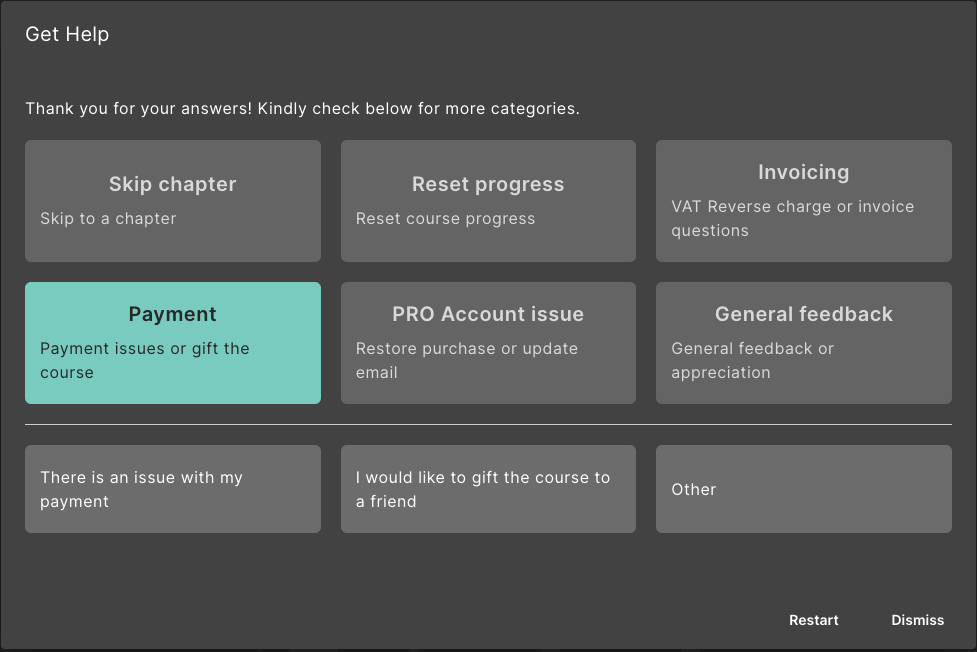 Get Help
Thank you for your answers! Kindly check below for more categories.
Skip chapter
Skip to a chapter
Reset progress
Reset course progress
Invoicing
VAT Reverse charge or invoice
questions
Payment
Payment issues or gift the
course
PRO Account issue
Restore purchase or update
email
General feedback
General feedback or
appreciation
There is an issue with my
payment
I would like to gift the course to
a friend
Other
Restart
Dismiss